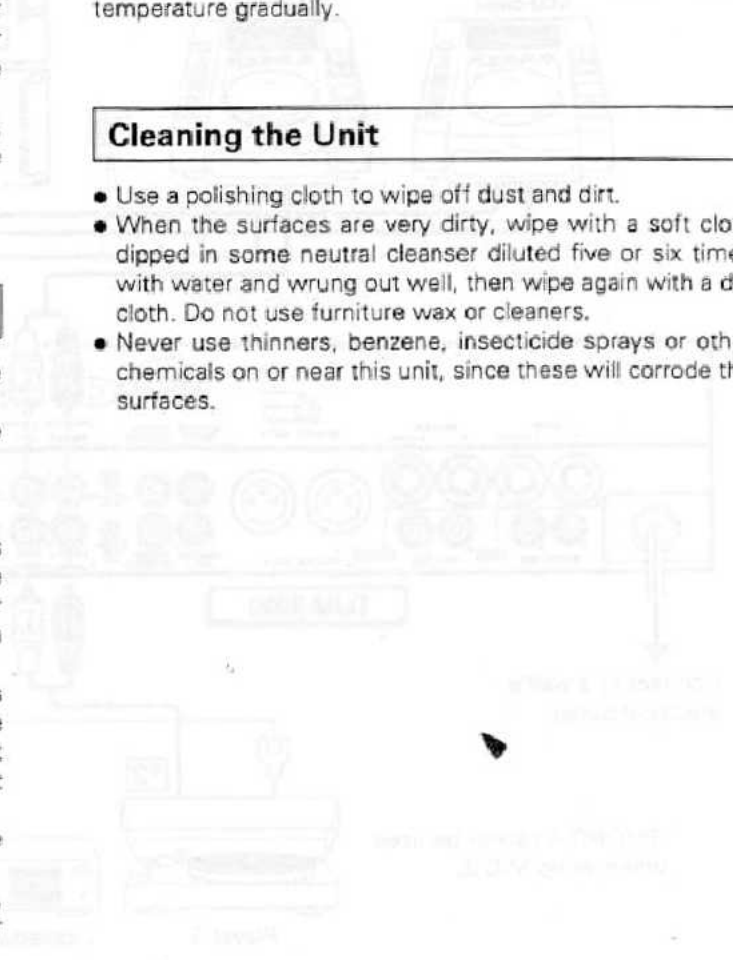 temperature gradually.
Cleaning the Unit
● Use a polishing cloth to wipe off dust and dirt.
● When the surfaces are very dirty, wipe with a soft clo
dipped in some neutral cleanser diluted five or six time
with water and wrung out well, then wipe again with a d
cloth. Do not use furniture wax or cleaners.
● Never use thinners, benzene, insecticide sprays or oth
chemicals on or near this unit, since these will corrode th
surfaces.